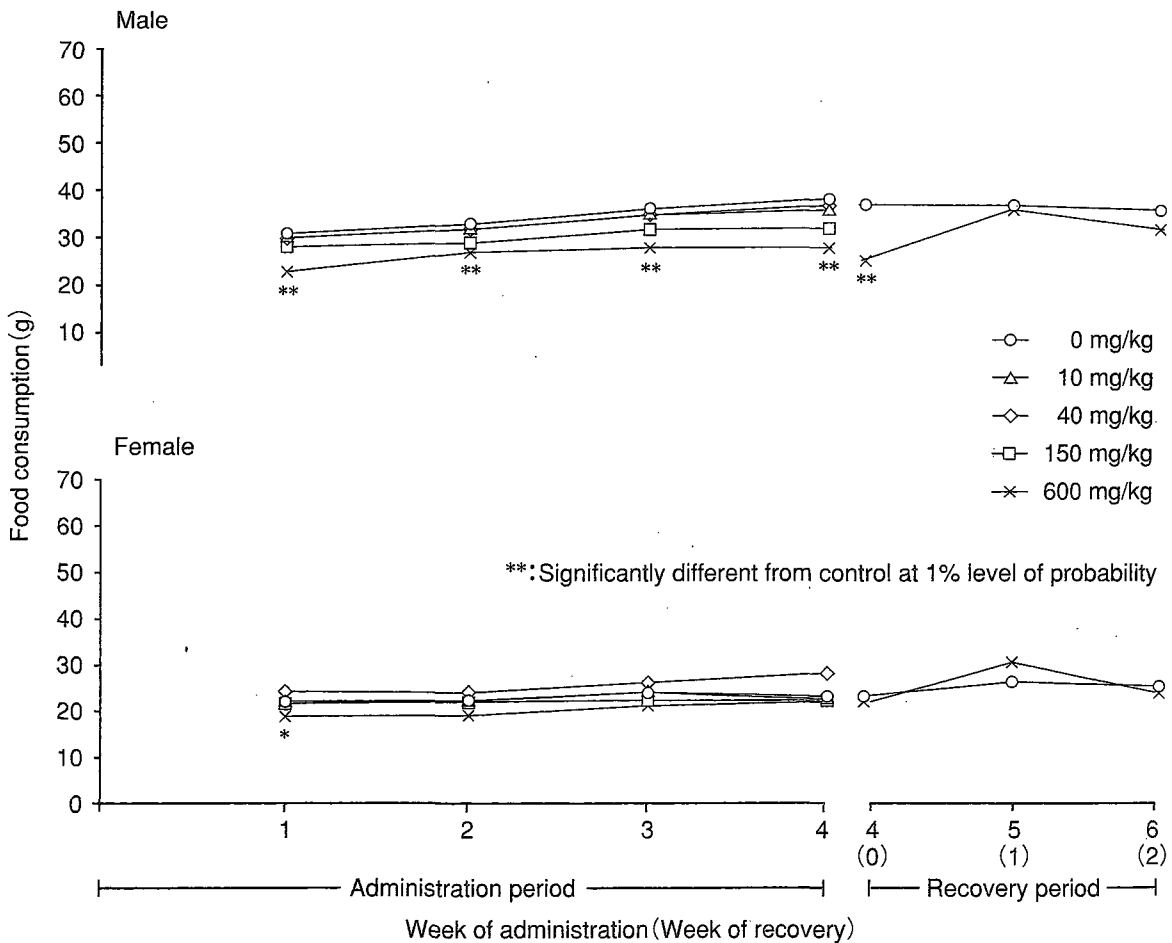 Male
70
60
50
40
30
20
10
**
**
**
**
**
Food consumption (g)
0 mg/kg
10 mg/kg
40 mg/kg
150 mg/kg
600 mg/kg
Female
70
60
50
40
30
20
10
0
*
**:Significantly different from control at 1% level of probability
1 2 3 4 4 5 6
(0) (1) (2)
Administration period Recovery period
Week of administration (Week of recovery)